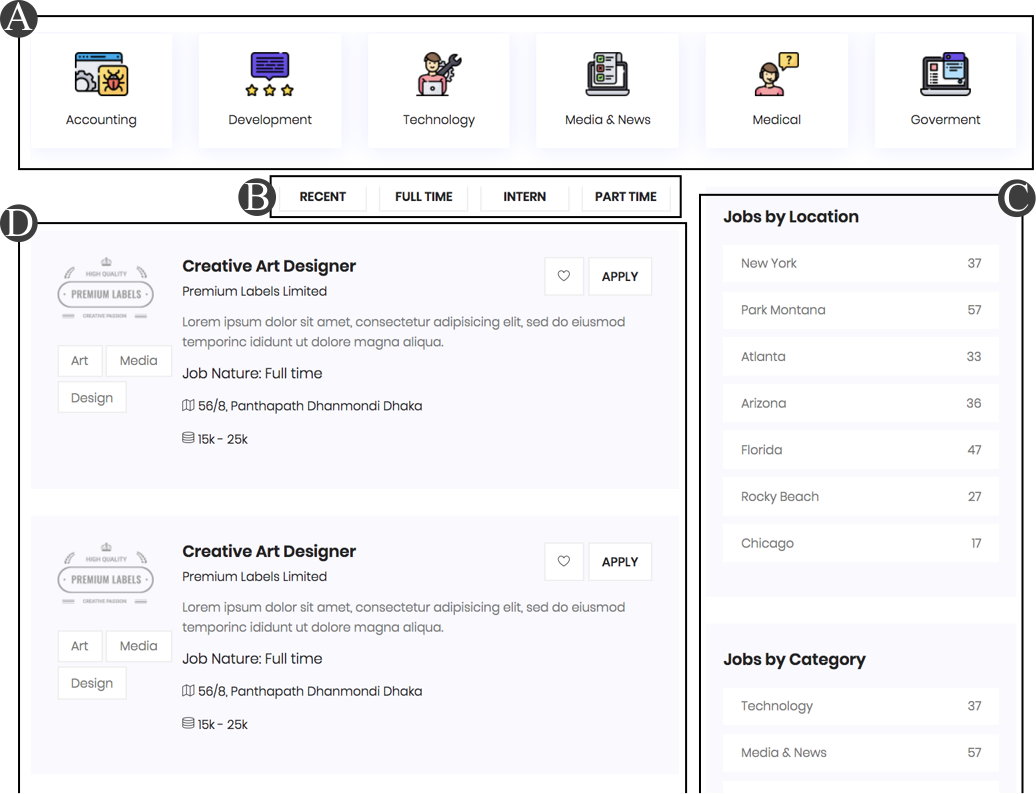 A
Accounting
Development
Technology
Media & News
Medical
Goverment
B
RECENT
FULL TIME
INTERN
PART TIME
C
D
HIGH QUALITY
PREMIUM LABELS
CREATIVE PASSION
Art
Media
Design
Creative Art Designer
Premium Labels Limited
Lorem ipsum dolor sit amet, consectetur adipisicing elit, sed do eiusmod
temporinc ididunt ut dolore magna aliqua.
Job Nature: Full time
56/8, Panthapath Dhanmondi Dhaka
15k - 25k
APPLY
HIGH QUALITY
PREMIUM LABELS
CREATIVE PASSION
Art
Media
Design
Creative Art Designer
Premium Labels Limited
Lorem ipsum dolor sit amet, consectetur adipisicing elit, sed do eiusmod
temporinc ididunt ut dolore magna aliqua.
Job Nature: Full time
56/8, Panthapath Dhanmondi Dhaka
15k - 25k
APPLY
Jobs by Location
New York 37
Park Montana 57
Atlanta 33
Arizona 36
Florida 47
Rocky Beach 27
Chicago 17
Jobs by Category
Technology 37
Media & News 57